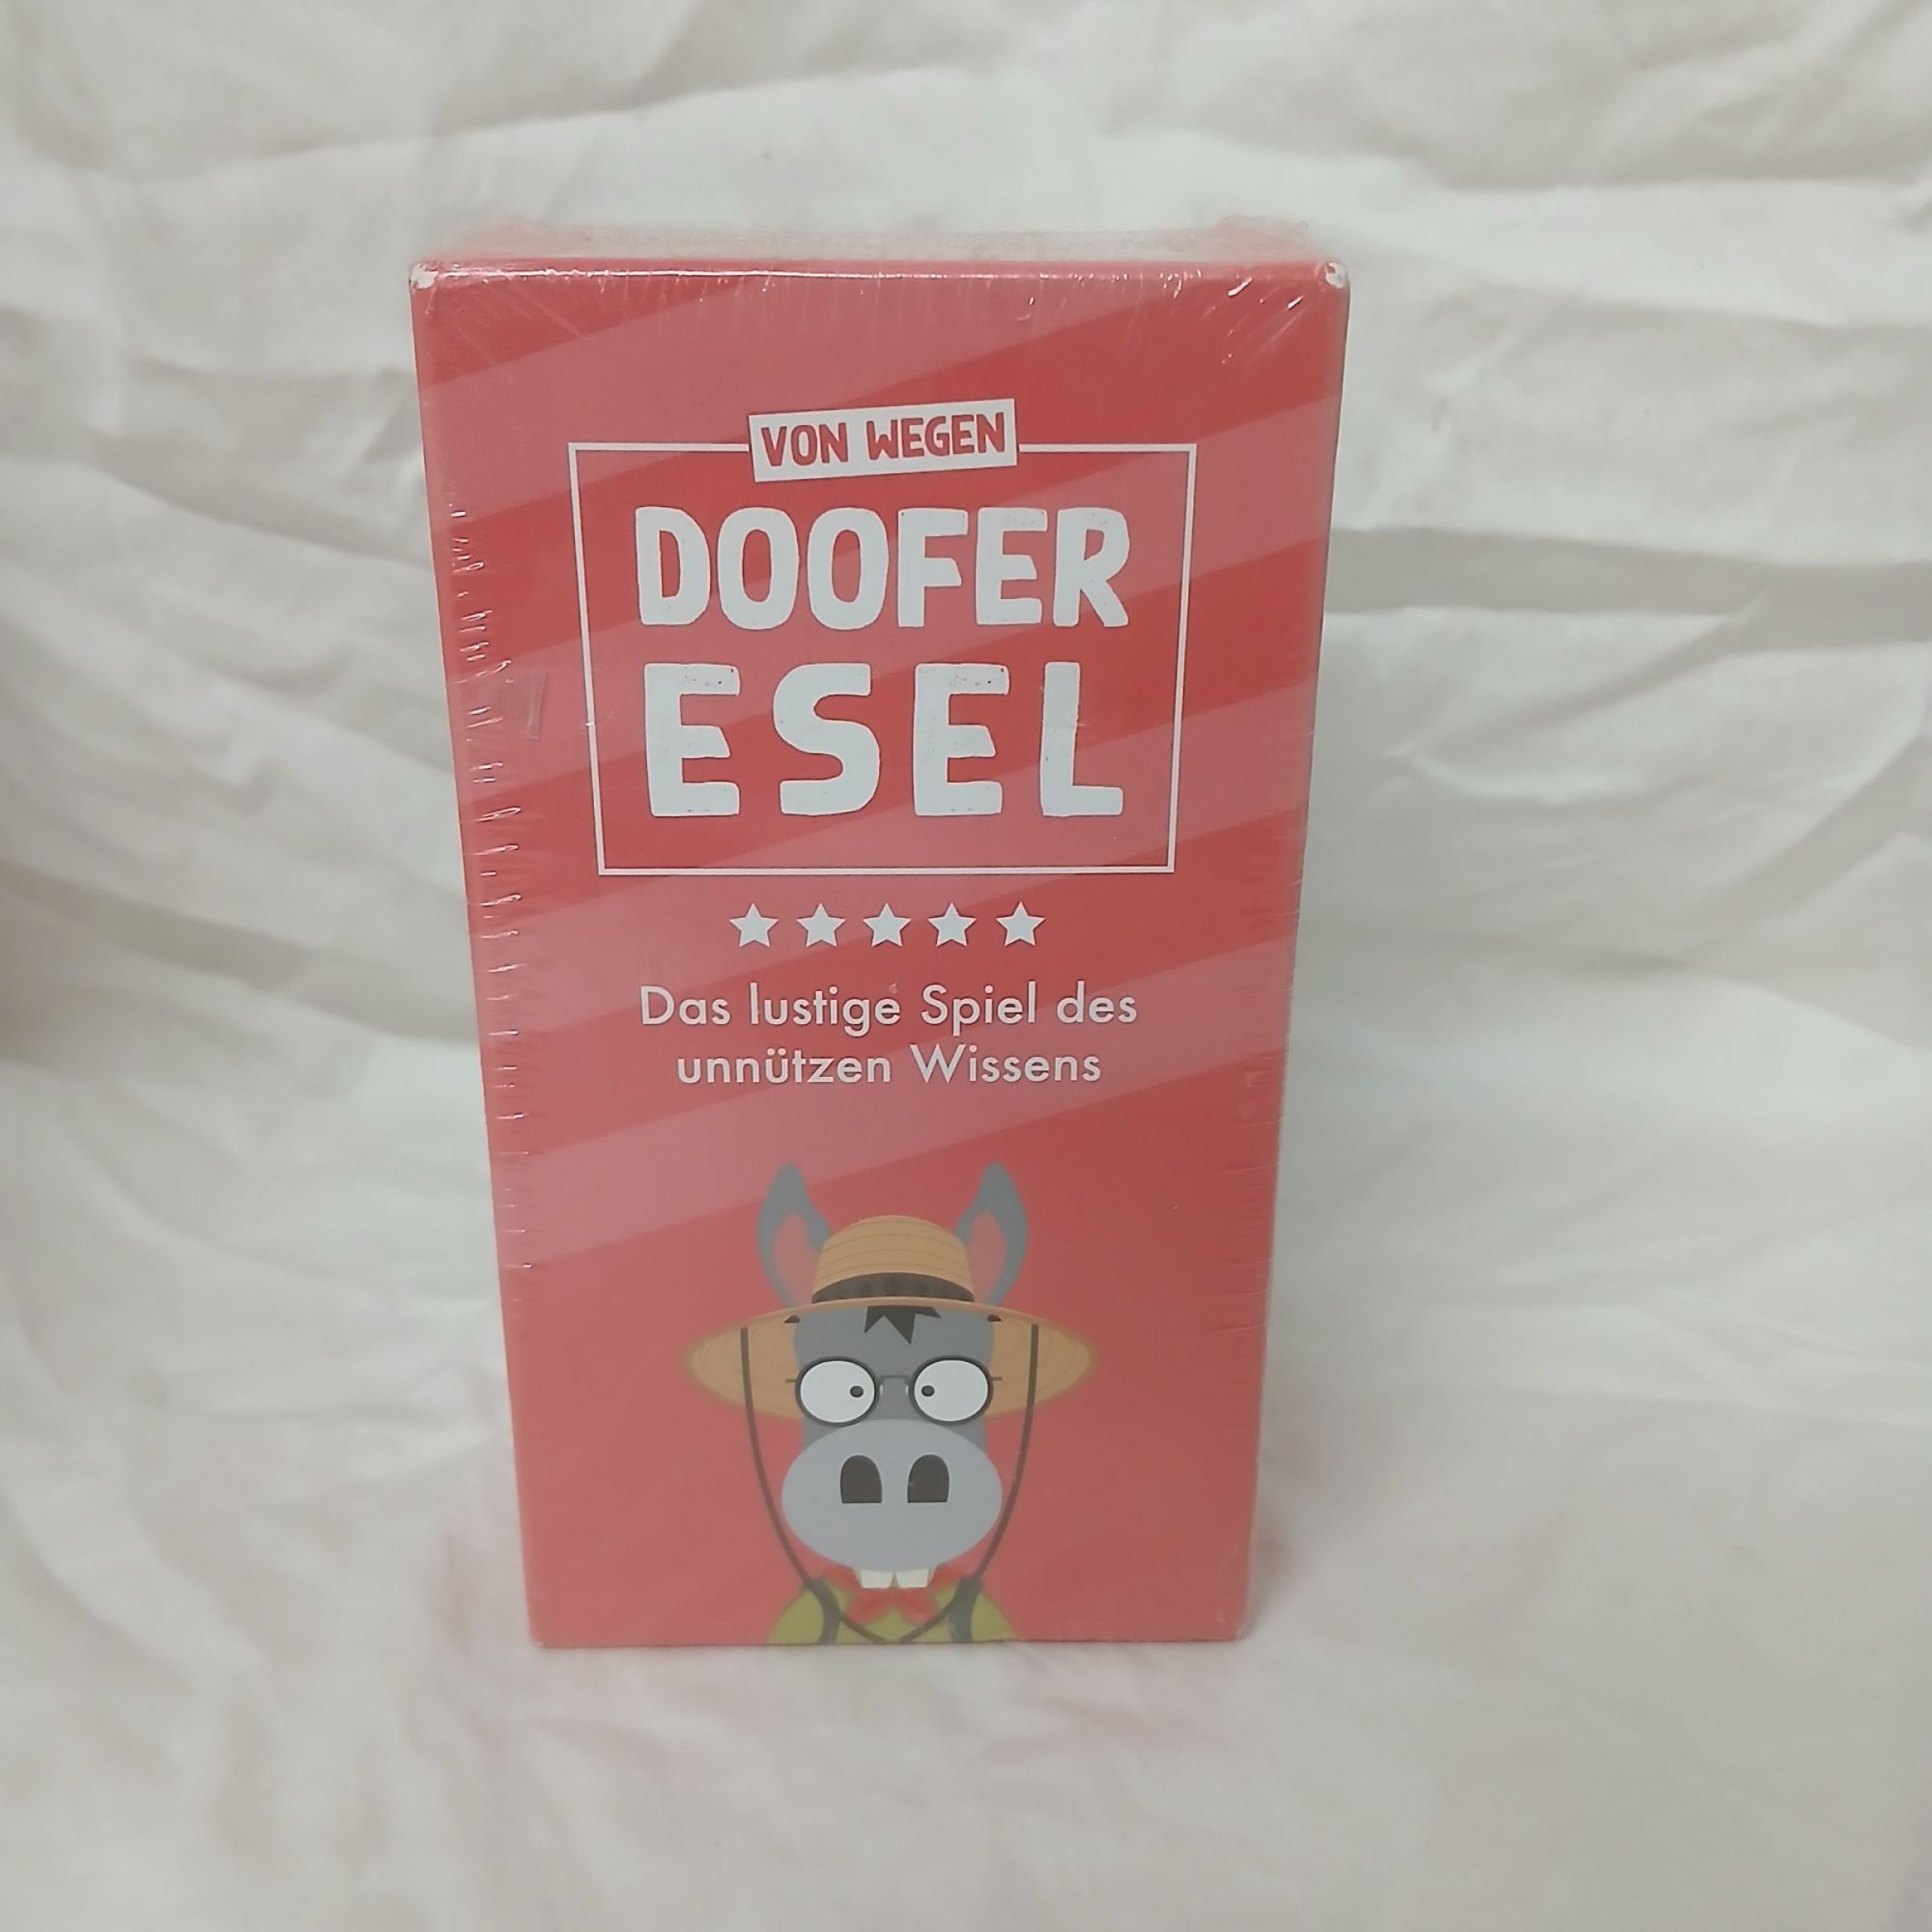 VON WEGEN
DOOFER
ESEL
Das lustige Spiel des
unnützen Wissens